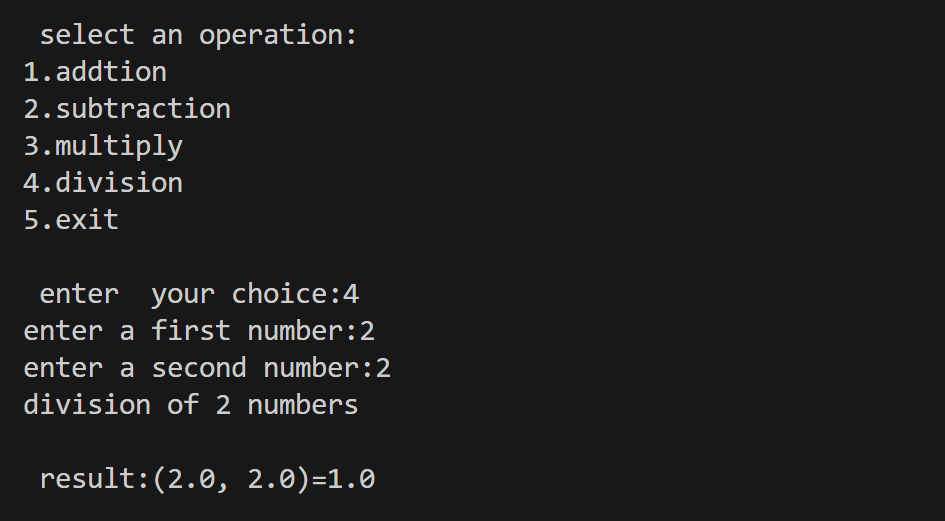 select an operation:
1.addtion
2.subtraction
3.multiply
4.division
5.exit
enter  your choice:4
enter a first number:2
enter a second number:2
division of 2 numbers
result:(2.0, 2.0)=1.0